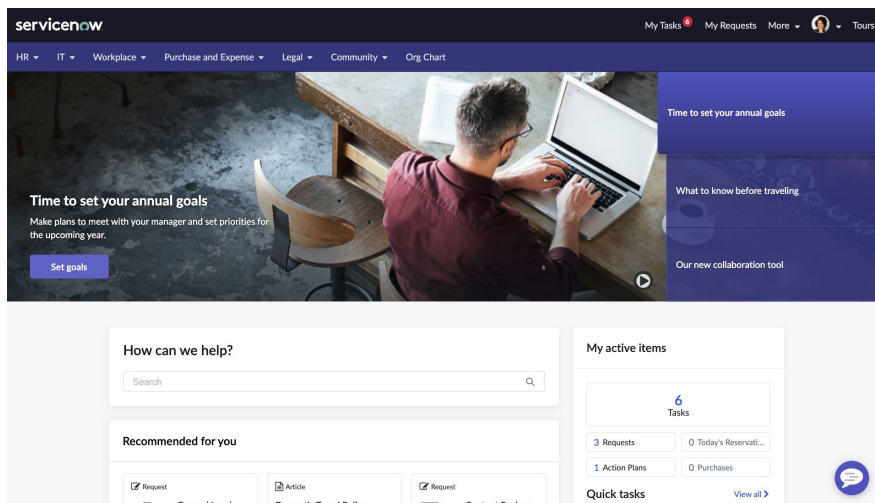 servicenow
My Tasks 6 My Requests More Tours
HR IT Workplace Purchase and Expense Legal Community Org Chart
Time to set your annual goals
Make plans to meet with your manager and set priorities for
the upcoming year.
Set goals
Time to set your annual goals
What to know before traveling
Our new collaboration tool
How can we help?
Search
Recommended for you
Request
Article
Request
My active items
6
Tasks
3 Requests
0 Today's Reservati...
1 Action Plans
0 Purchases
Quick tasks
View all